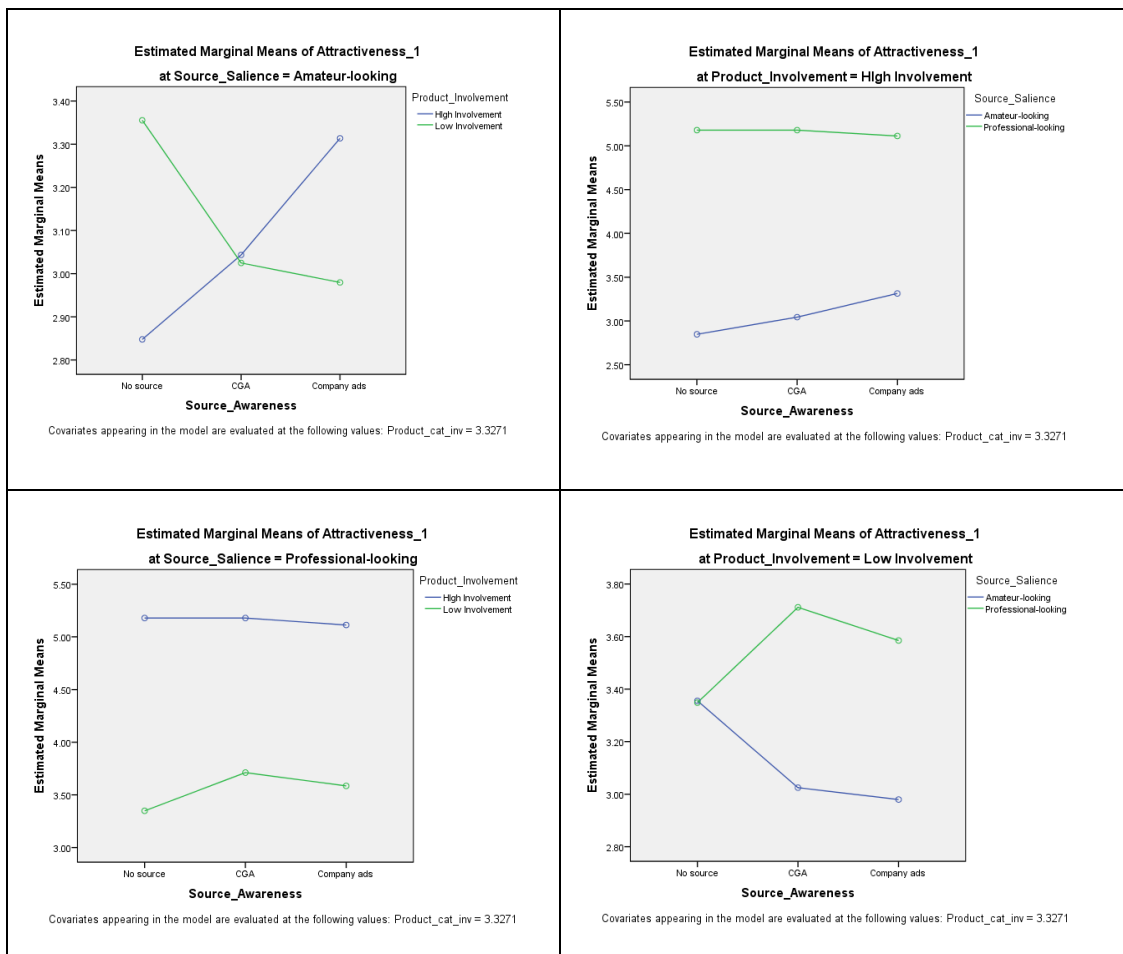 Estimated Marginal Means of Attractiveness_1
at Source_Salience = Amateur-looking
Product_Involvement
HIgh Involvement
Low Involvement
Estimated Marginal Means
3.40
3.30
3.20
3.10
3.00
2.90
2.80
No source
CGA
Company ads
Source_Awareness
Covariates appearing in the model are evaluated at the following values: Product_cat_inv = 3.3271
Estimated Marginal Means of Attractiveness_1
at Product_Involvement = HIgh Involvement
Source_Salience
Amateur-looking
Professional-looking
Estimated Marginal Means
5.50
5.00
4.50
4.00
3.50
3.00
2.50
No source
CGA
Company ads
Source_Awareness
Covariates appearing in the model are evaluated at the following values: Product_cat_inv = 3.3271
Estimated Marginal Means of Attractiveness_1
at Source_Salience = Professional-looking
Product_Involvement
HIgh Involvement
Low Involvement
Estimated Marginal Means
5.50
5.00
4.50
4.00
3.50
3.00
No source
CGA
Company ads
Source_Awareness
Covariates appearing in the model are evaluated at the following values: Product_cat_inv = 3.3271
Estimated Marginal Means of Attractiveness_1
at Product_Involvement = Low Involvement
Source_Salience
Amateur-looking
Professional-looking
Estimated Marginal Means
3.80
3.60
3.40
3.20
3.00
2.80
No source
CGA
Company ads
Source_Awareness
Covariates appearing in the model are evaluated at the following values: Product_cat_inv = 3.3271